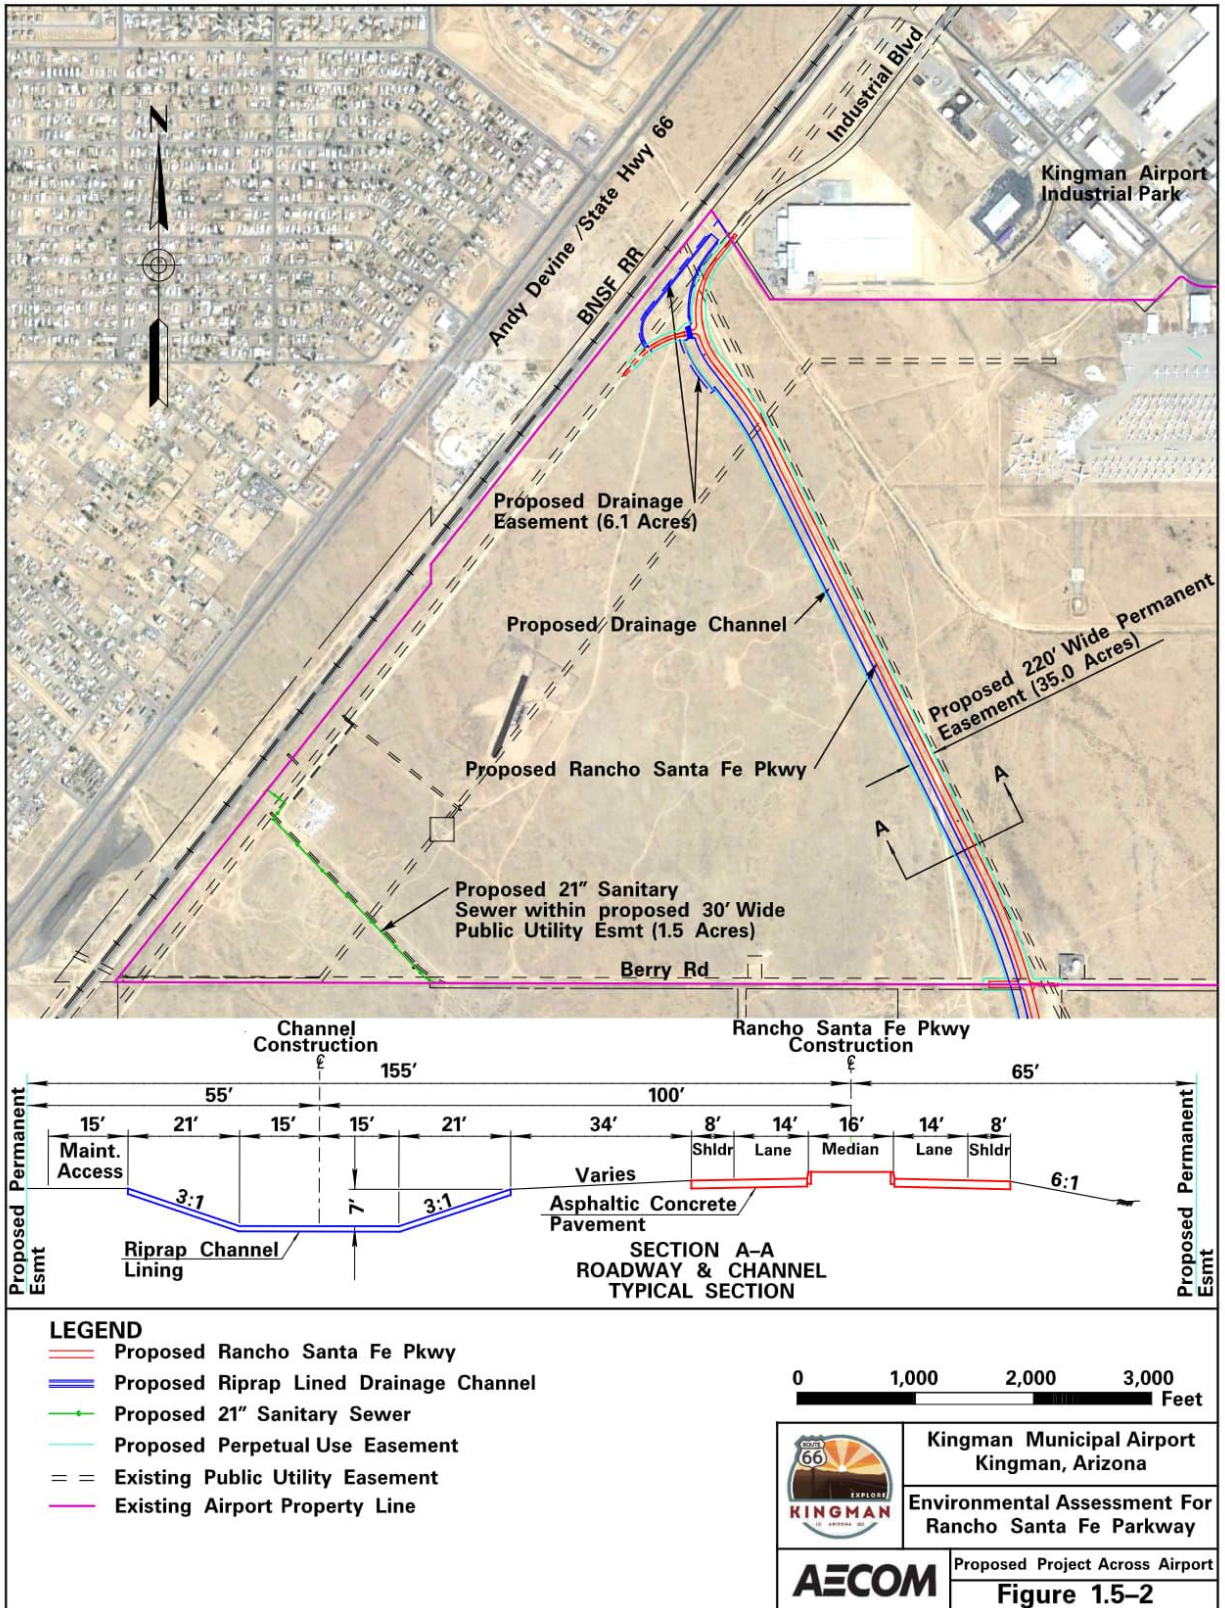 N
Industrial Blvd
Andy Devine /State Hwy 66
BNSF RR
Kingman Airport
Industrial Park
Proposed Drainage
Easement (6.1 Acres)
Proposed Drainage Channel
Proposed 220' Wide Permanent
Easement (35.0 Acres)
Proposed Rancho Santa Fe Pkwy
A
A
Proposed 21" Sanitary
Sewer within proposed 30' Wide
Public Utility Esmt (1.5 Acres)
Berry Rd
Channel
Construction
℄
Rancho Santa Fe Pkwy
Construction
℄
155'
65'
55'
100'
15'
21'
15'
15'
21'
34'
8'
14'
16'
14'
8'
Maint.
Access
Shldr
Lane
Median
Lane
Shldr
Proposed Permanent
Esmt
3:1
7'
3:1
Varies
6:1
Asphaltic Concrete
Pavement
Riprap Channel
Lining
Proposed Permanent
Esmt
SECTION A–A
ROADWAY & CHANNEL
TYPICAL SECTION
LEGEND
Proposed Rancho Santa Fe Pkwy
Proposed Riprap Lined Drainage Channel
Proposed 21" Sanitary Sewer
Proposed Perpetual Use Easement
Existing Public Utility Easement
Existing Airport Property Line
0 1,000 2,000 3,000
Feet
ROUTE
66
EXPLORE
KINGMAN
Kingman Municipal Airport
Kingman, Arizona
Environmental Assessment For
Rancho Santa Fe Parkway
AECOM
Proposed Project Across Airport
Figure 1.5–2